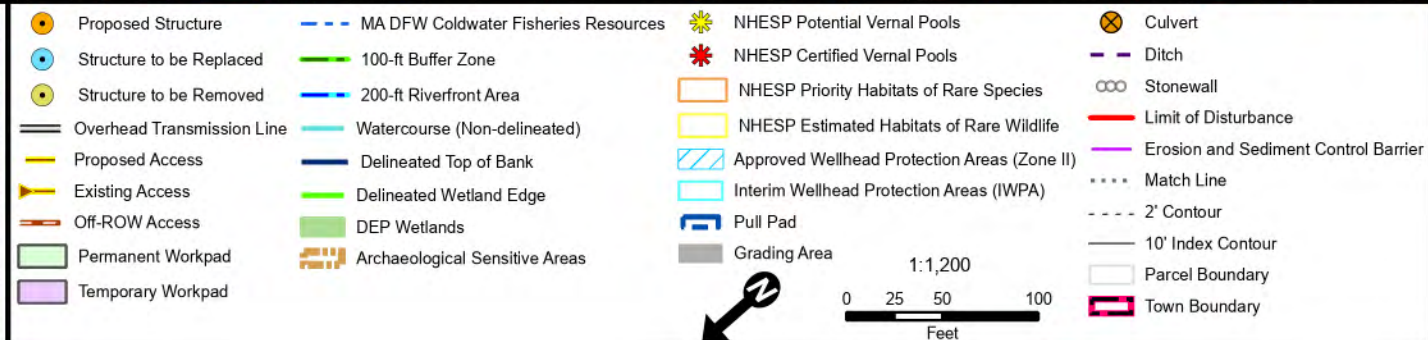 Proposed Structure
Structure to be Replaced
Structure to be Removed
Overhead Transmission Line
Proposed Access
Existing Access
Off-ROW Access
Permanent Workpad
Temporary Workpad
MA DFW Coldwater Fisheries Resources
100-ft Buffer Zone
200-ft Riverfront Area
Watercourse (Non-delineated)
Delineated Top of Bank
Delineated Wetland Edge
DEP Wetlands
Archaeological Sensitive Areas
NHESP Potential Vernal Pools
NHESP Certified Vernal Pools
NHESP Priority Habitats of Rare Species
NHESP Estimated Habitats of Rare Wildlife
Approved Wellhead Protection Areas (Zone II)
Interim Wellhead Protection Areas (IWPA)
Pull Pad
Grading Area
N
1:1,200
0 25 50 100
Feet
Culvert
Ditch
Stonewall
Limit of Disturbance
Erosion and Sediment Control Barrier
Match Line
2' Contour
10' Index Contour
Parcel Boundary
Town Boundary